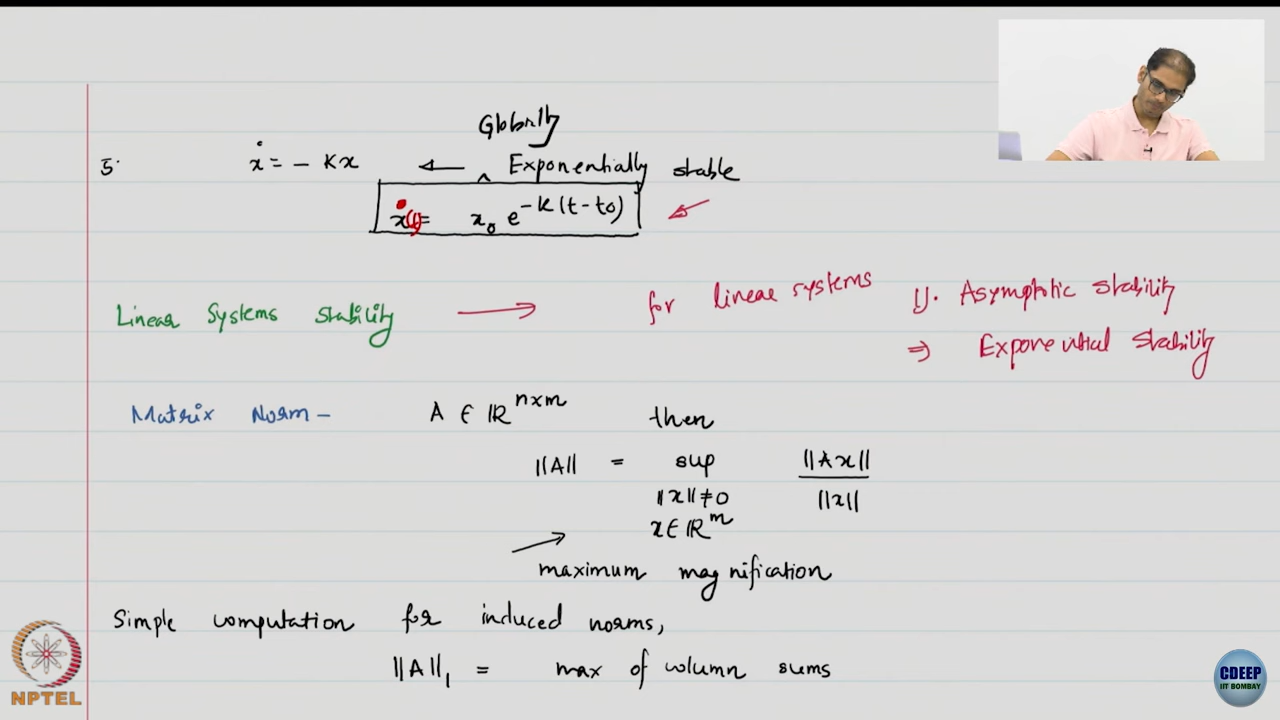 Globally
5. ẋ = - Kx ← ^ Exponentially stable
ẋ(t) = x₀ e^{-K(t-t0)}
Linear Systems stability → for linear systems U. Asymptotic stability
⇒ Exponential stability
Matrix Norm - A ∈ ℝ^{n×m} then
||A|| = sup ||Ax|| / ||x||
||x|| ≠ 0
x ∈ ℝ^m
maximum magnification
Simple computation for induced norms,
||A||₁ = max of column sums
NPTEL
CDEEP
IIT BOMBAY